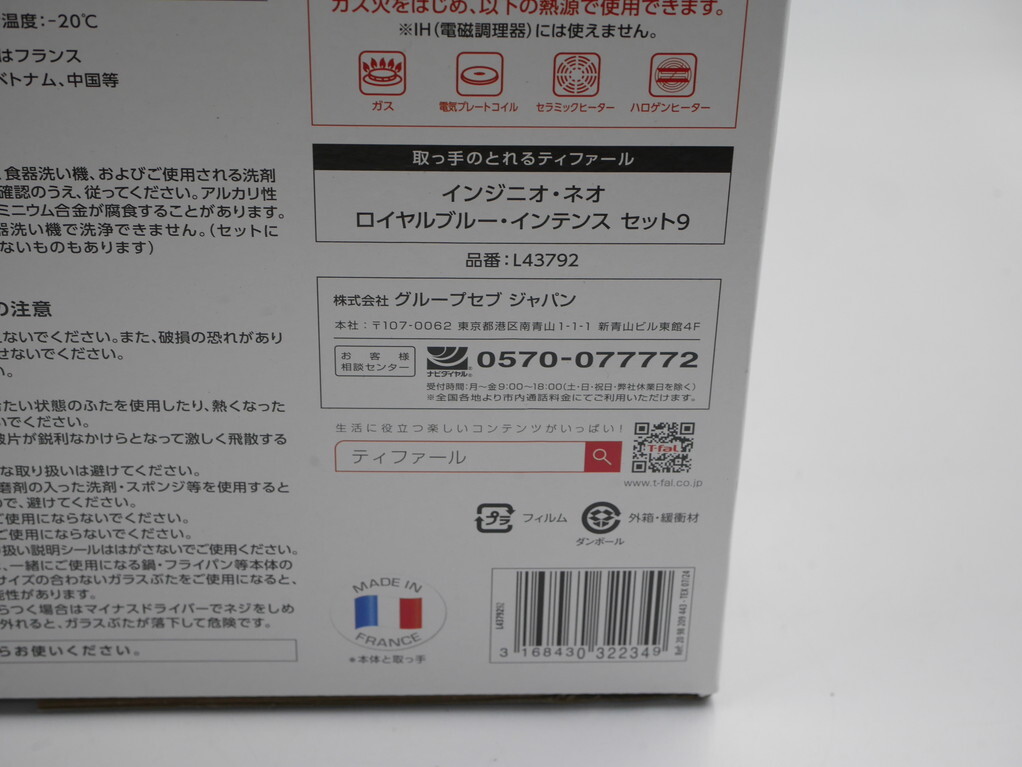 温度:-20℃
はフランス
ベトナム、中国等
食器洗い機、およびご使用される洗剤
確認のうえ、従ってください。アルカリ性
ミニウム合金が腐食することがあります。
器洗い機で洗浄できません。(セットに
ないものもあります)
の注意
ないでください。また、破損の恐れがあり
せないでください。
い。
たい状態のふたを使用したり、熱くなった
いでください。
破片が鋭利なかけらとなって激しく飛散する
な取り扱いは避けてください。
磨剤の入った洗剤・スポンジ等を使用すると
ので、避けてください。
ご使用にならないでください。
ご使用にならないでください。
扱い説明シールははがさないでご使用ください。
、一緒にご使用になる鍋・フライパン等本体の
サイズの合わないガラスぶたをご使用になると、
能性があります。
らつく場合はマイナスドライバーでネジをしめ
外れると、ガラスぶたが落下して危険です。
らお使いください。
ガス火をはじめ、以下の熱源で使用できます。
※IH(電磁調理器)には使えません。
ガス 電気プレートコイル セラミックヒーター ハロゲンヒーター
取っ手のとれるティファール
インジニオ・ネオ
ロイヤルブルー・インテンス セット9
品番:L43792
株式会社 グループセブ ジャパン
本社:〒107-0062 東京都港区南青山1-1-1 新青山ビル東館4F
お客様
相談センター
ナビダイヤル®
0570-077772
受付時間:月〜金9:00〜18:00(土・日・祝日・弊社休業日を除く)
※全国各地より市内通話料金にてご利用いただけます。
生活に役立つ楽しいコンテンツがいっぱい!
ティファール
T-fal
www.t-fal.co.jp
プラ フィルム
ダンボール
外箱・緩衝材
MADE IN
FRANCE
*本体と取っ手
3 168430 322349